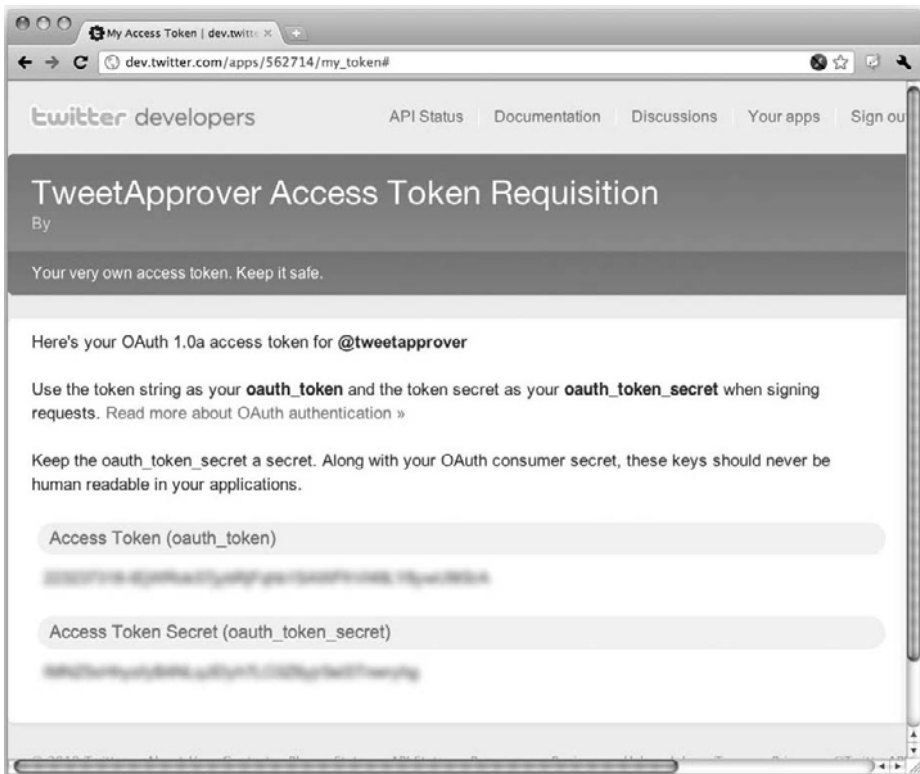 My Access Token | dev.twitte
dev.twitter.com/apps/562714/my_token#
twitter developers
API Status
Documentation
Discussions
Your apps
Sign ou
TweetApprover Access Token Requisition
By
Your very own access token. Keep it safe.
Here's your OAuth 1.0a access token for @tweetapprover
Use the token string as your oauth_token and the token secret as your oauth_token_secret when signing
requests. Read more about OAuth authentication »
Keep the oauth_token_secret a secret. Along with your OAuth consumer secret, these keys should never be
human readable in your applications.
Access Token (oauth_token)
Access Token Secret (oauth_token_secret)